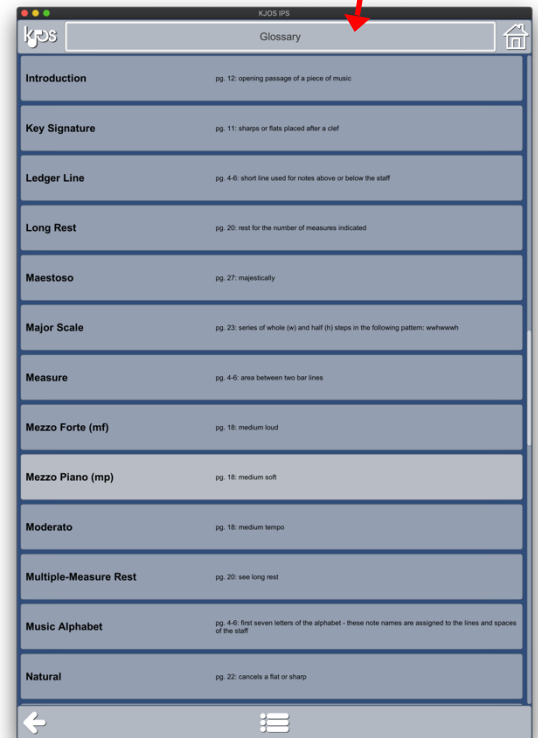 KJOS IPS
kjos
Glossary
Introduction
pg. 12: opening passage of a piece of music
Key Signature
pg. 11: sharps or flats placed after a clef
Ledger Line
pg. 4-6: short line used for notes above or below the staff
Long Rest
pg. 20: rest for the number of measures indicated
Maestoso
pg. 27: majestically
Major Scale
pg. 23: series of whole (w) and half (h) steps in the following pattern: wwhwwwh
Measure
pg. 4-6: area between two bar lines
Mezzo Forte (mf)
pg. 18: medium loud
Mezzo Piano (mp)
pg. 18: medium soft
Moderato
pg. 18: medium tempo
Multiple-Measure Rest
pg. 20: see long rest
Music Alphabet
pg. 4-6: first seven letters of the alphabet - these note names are assigned to the lines and spaces
of the staff
Natural
pg. 22: cancels a flat or sharp